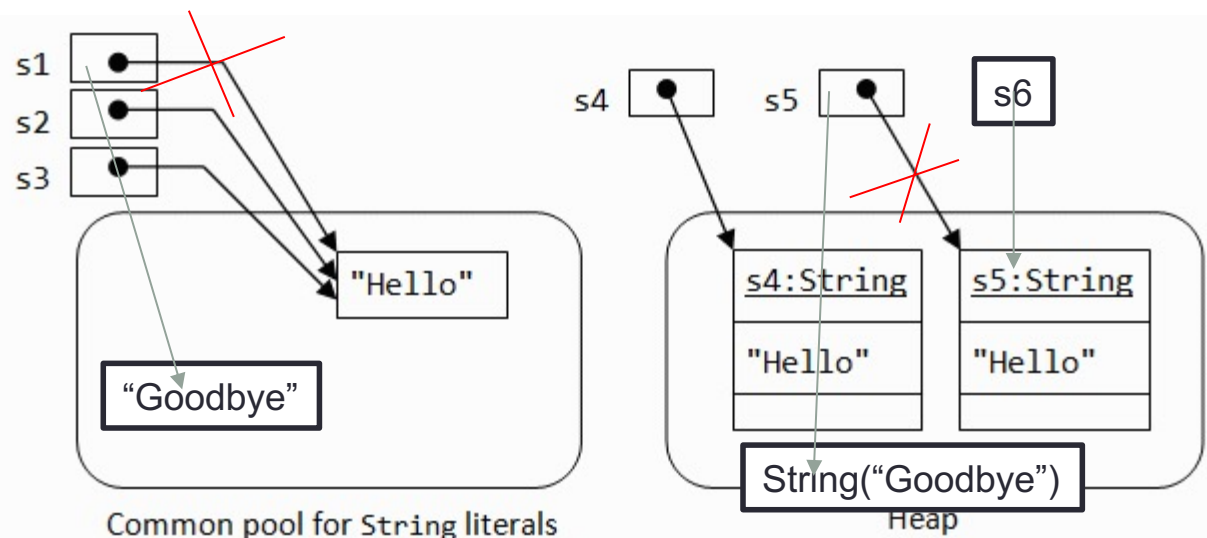 s1
s2
s3
"Hello"
“Goodbye”
Common pool for String literals
s4
s5
s6
s4:String
"Hello"
s5:String
"Hello"
String(“Goodbye”)
Heap